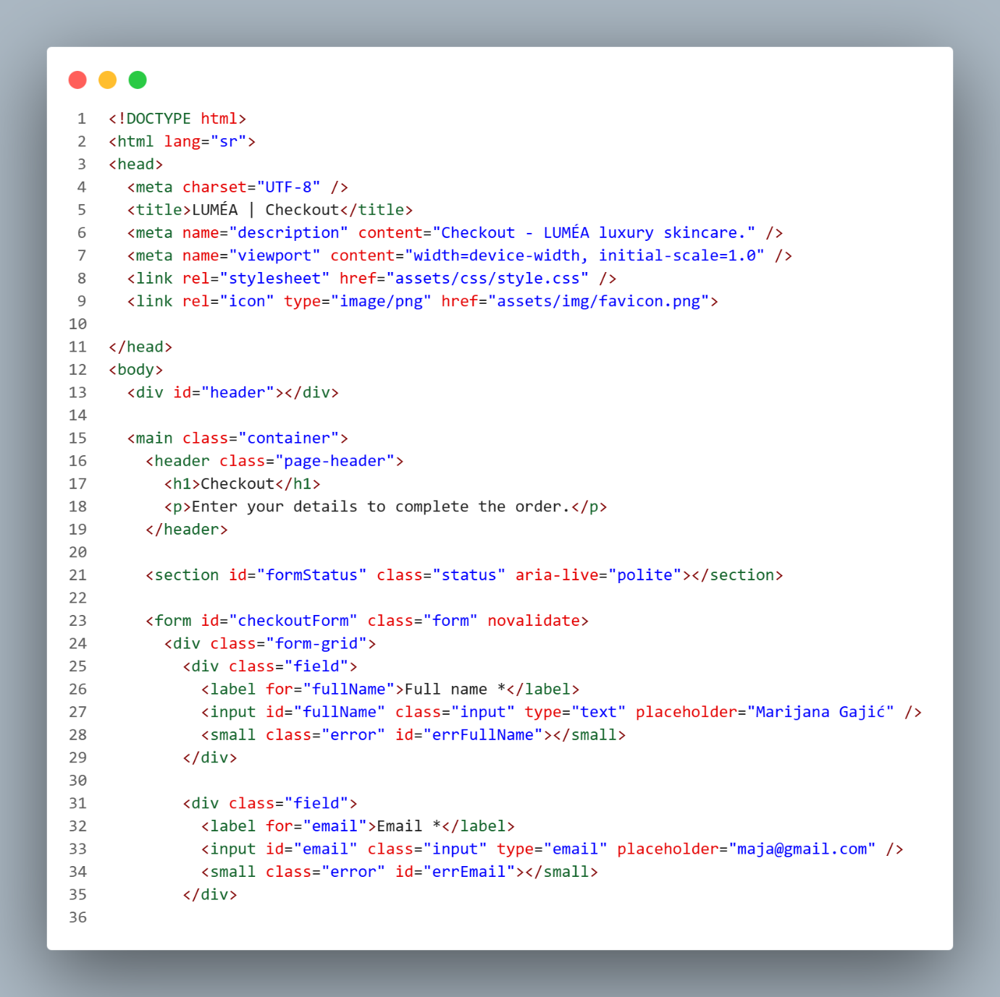 1 <!DOCTYPE html>
2 <html lang="sr">
3 <head>
4   <meta charset="UTF-8" />
5   <title>LUMÉA | Checkout</title>
6   <meta name="description" content="Checkout - LUMÉA luxury skincare." />
7   <meta name="viewport" content="width=device-width, initial-scale=1.0" />
8   <link rel="stylesheet" href="assets/css/style.css" />
9   <link rel="icon" type="image/png" href="assets/img/favicon.png">
10
11 </head>
12 <body>
13   <div id="header"></div>
14
15   <main class="container">
16     <header class="page-header">
17       <h1>Checkout</h1>
18       <p>Enter your details to complete the order.</p>
19     </header>
20
21     <section id="formStatus" class="status" aria-live="polite"></section>
22
23     <form id="checkoutForm" class="form" novalidate>
24       <div class="form-grid">
25         <div class="field">
26           <label for="fullName">Full name *</label>
27           <input id="fullName" class="input" type="text" placeholder="Marijana Gajić" />
28           <small class="error" id="errFullName"></small>
29         </div>
30
31         <div class="field">
32           <label for="email">Email *</label>
33           <input id="email" class="input" type="email" placeholder="maja@gmail.com" />
34           <small class="error" id="errEmail"></small>
35         </div>
36